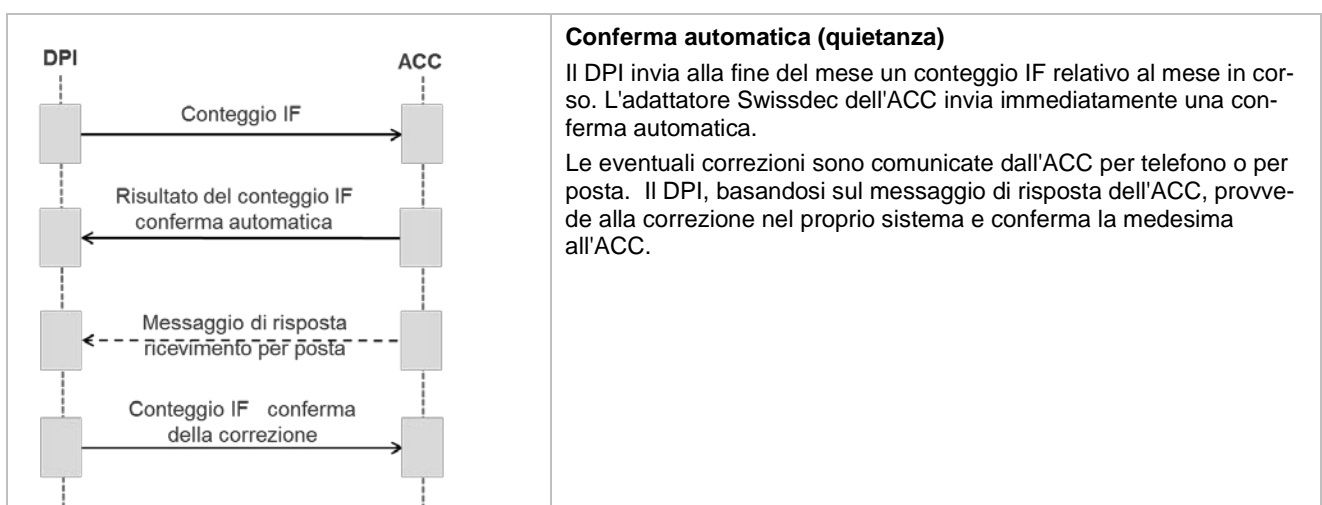 DPI
ACC
Conteggio IF
Risultato del conteggio IF
conferma automatica
Messaggio di risposta
ricevimento per posta
Conteggio IF conferma
della correzione
Conferma automatica (quietanza)
Il DPI invia alla fine del mese un conteggio IF relativo al mese in cor-
so. L'adattatore Swissdec dell'ACC invia immediatamente una con-
ferma automatica.
Le eventuali correzioni sono comunicate dall'ACC per telefono o per
posta. Il DPI, basandosi sul messaggio di risposta dell'ACC, provve-
de alla correzione nel proprio sistema e conferma la medesima
all'ACC.